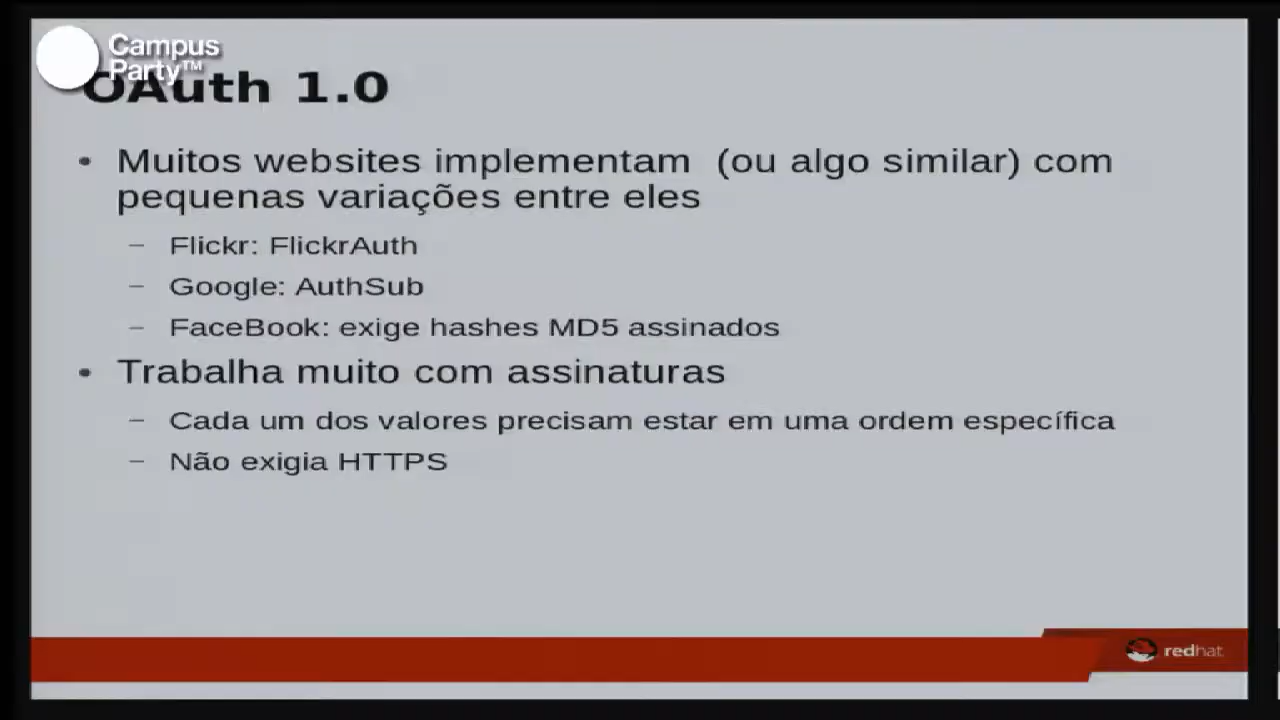 Campus
Party™
OAuth 1.0
• Muitos websites implementam (ou algo similar) com
pequenas variações entre eles
– Flickr: FlickrAuth
– Google: AuthSub
– FaceBook: exige hashes MD5 assinados
• Trabalha muito com assinaturas
– Cada um dos valores precisam estar em uma ordem específica
– Não exigia HTTPS
redhat